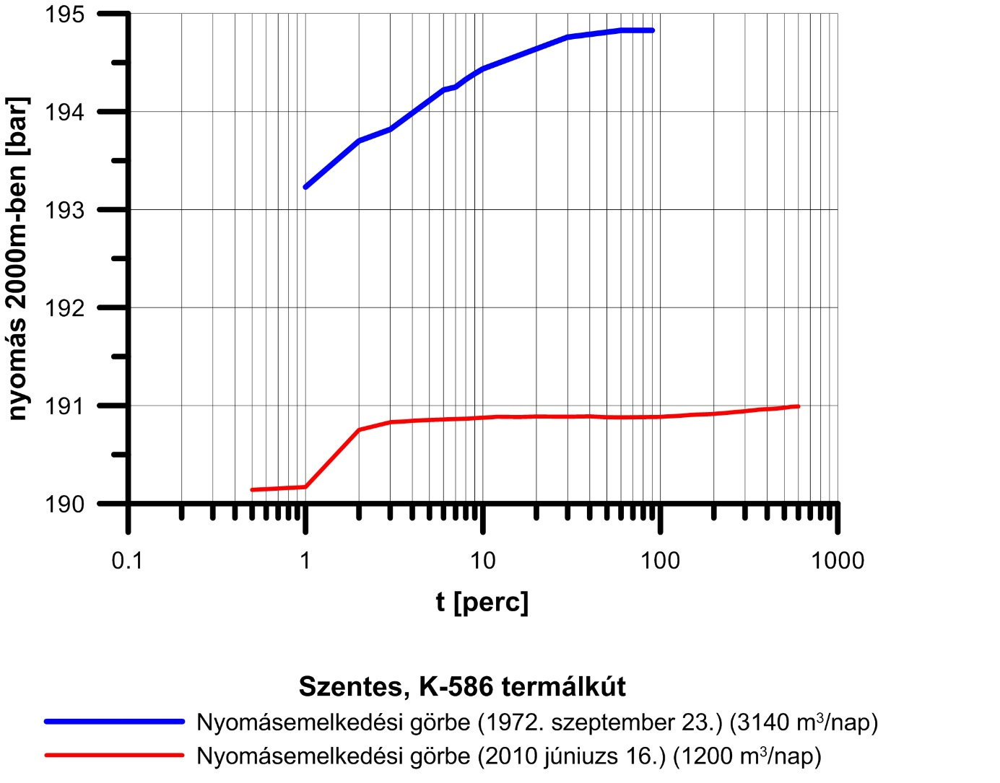 195
194
193
192
191
190
nyomás 2000m-ben [bar]
0.1 1 10 100 1000
t [perc]
Szentes, K-586 termálkút
Nyomásemelkedési görbe (1972. szeptember 23.) (3140 m³/nap)
Nyomásemelkedési görbe (2010 júniuzs 16.) (1200 m³/nap)